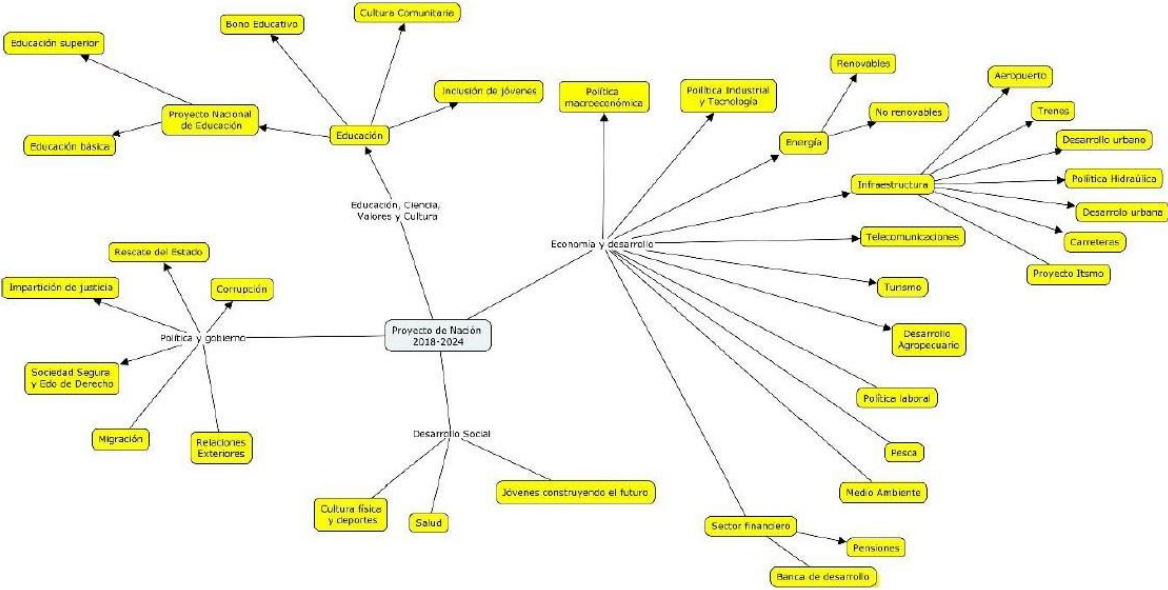 Cultura Comunitaria
Bono Educativo
Educación superior
Proyecto Nacional
de Educación
Educación básica
Educación
Inclusión de jóvenes
Educación, Ciencia,
Valores y Cultura
Política
macroeconómica
Poliítica Industrial
y Tecnología
Renovables
No renovables
Energía
Aeropuerto
Trenes
Desarrollo urbano
Infraestructura
Política Hidraúlica
Desarrolo urbana
Carreteras
Proyecto Itsmo
Economía y desarrollo
Telecomunicaciones
Turismo
Desarrollo
Agropecuario
Política laboral
Pesca
Medio Ambiente
Sector financiero
Pensiones
Banca de desarrollo
Rescate del Estado
Impartición de justicia
Corrupción
Política y gobierno
Sociedad Segura
y Edo de Derecho
Migración
Relaciones
Exteriores
Proyecto de Nación
2018-2024
Desarrollo Social
Cultura física
y deportes
Salud
Jóvenes construyendo el futuro